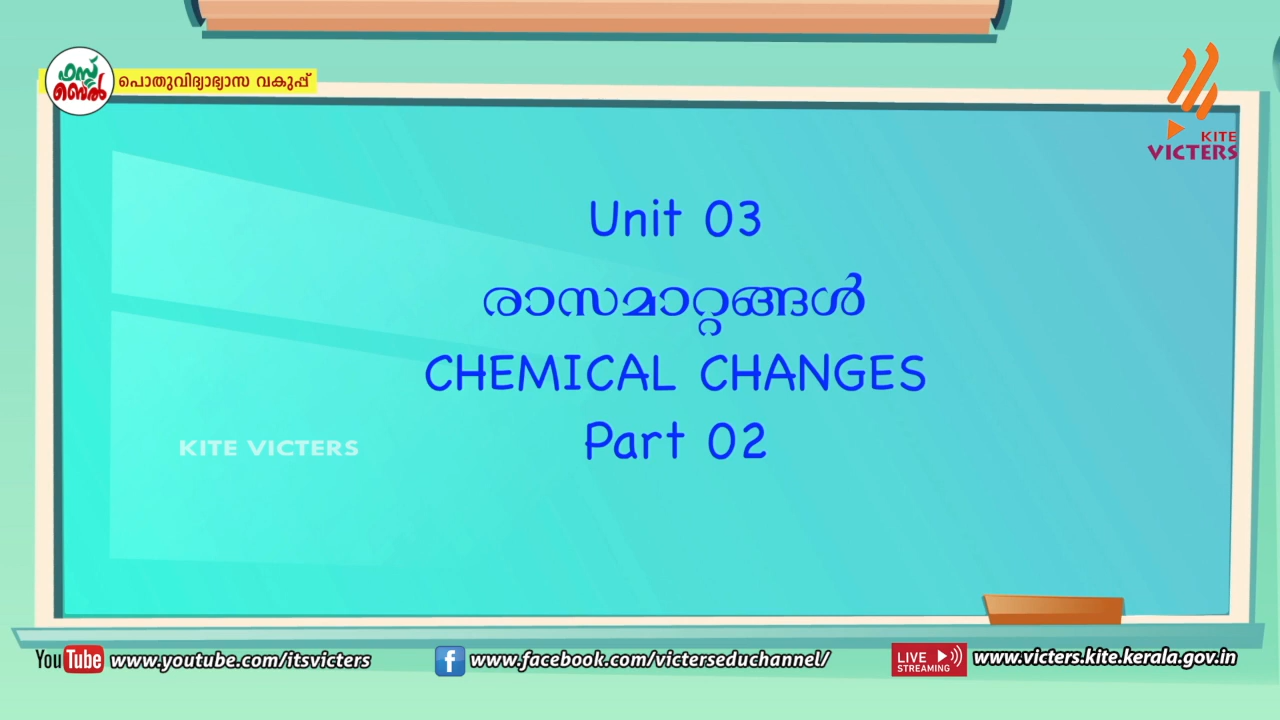 ഫസ്റ്റ്
ബെൽ
പൊതുവിദ്യാഭ്യാസ വകുപ്പ്
KITE
VICTERS
Unit 03
രാസമാറ്റങ്ങൾ
CHEMICAL CHANGES
Part 02
KITE VICTERS
YouTube www.youtube.com/itsvicters
f www.facebook.com/victerseduchannel/
LIVE STREAMING www.victers.kite.kerala.gov.in